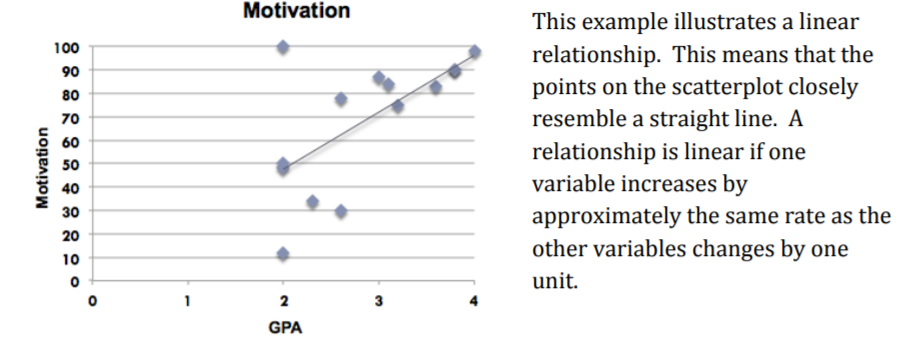 Motivation
100
90
80
70
60
50
40
30
20
10
0
Motivation
0 1 2 3 4
GPA
This example illustrates a linear
relationship. This means that the
points on the scatterplot closely
resemble a straight line. A
relationship is linear if one
variable increases by
approximately the same rate as the
other variables changes by one
unit.